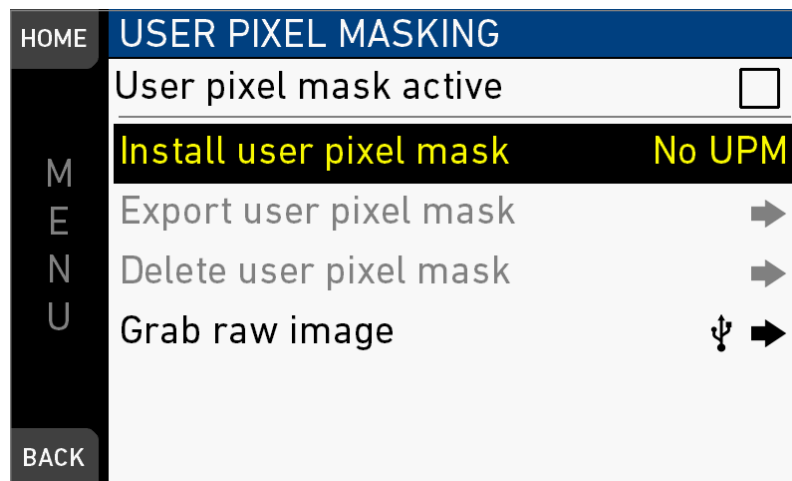 HOME
USER PIXEL MASKING
User pixel mask active
Install user pixel mask No UPM
Export user pixel mask
Delete user pixel mask
Grab raw image
MENU
BACK